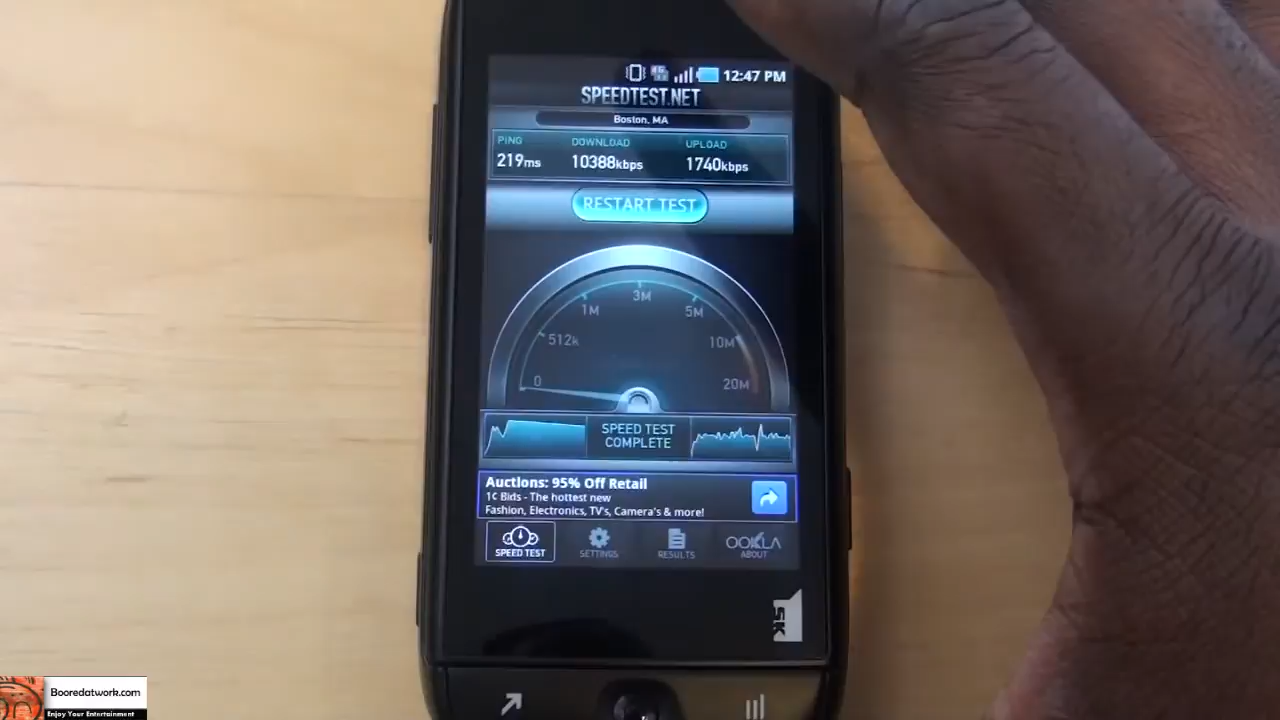 12:47 PM
SPEEDTEST.NET
Boston, MA
PING DOWNLOAD UPLOAD
219ms 10388kbps 1740kbps
RESTART TEST
0 512k 1M 3M 5M 10M 20M
SPEED TEST
COMPLETE
Auctions: 95% Off Retail
1¢ Bids - The hottest new
Fashion, Electronics, TV's, Camera's & more!
SPEED TEST SETTINGS RESULTS OOKLA
ABOUT
SK
Booredatwork.com
Enjoy Your Entertainment